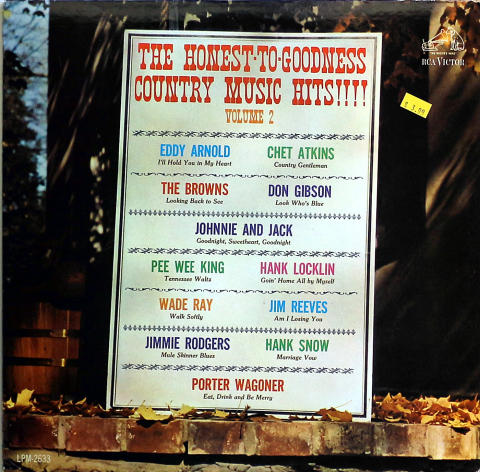 THE HONEST-TO-GOODNESS
COUNTRY MUSIC HITS!!!!
VOLUME 2
RCA VICTOR
$ 3.00
EDDY ARNOLD
I'll Hold You in My Heart
CHET ATKINS
Country Gentleman
THE BROWNS
Looking Back to See
DON GIBSON
Look Who's Blue
JOHNNIE AND JACK
Goodnight, Sweetheart, Goodnight
PEE WEE KING
Tennessee Waltz
HANK LOCKLIN
Goin' Home All by Myself
WADE RAY
Walk Softly
JIM REEVES
Am I Losing You
JIMMIE RODGERS
Mule Skinner Blues
HANK SNOW
Marriage Vow
PORTER WAGONER
Eat, Drink and Be Merry
LPM-2633